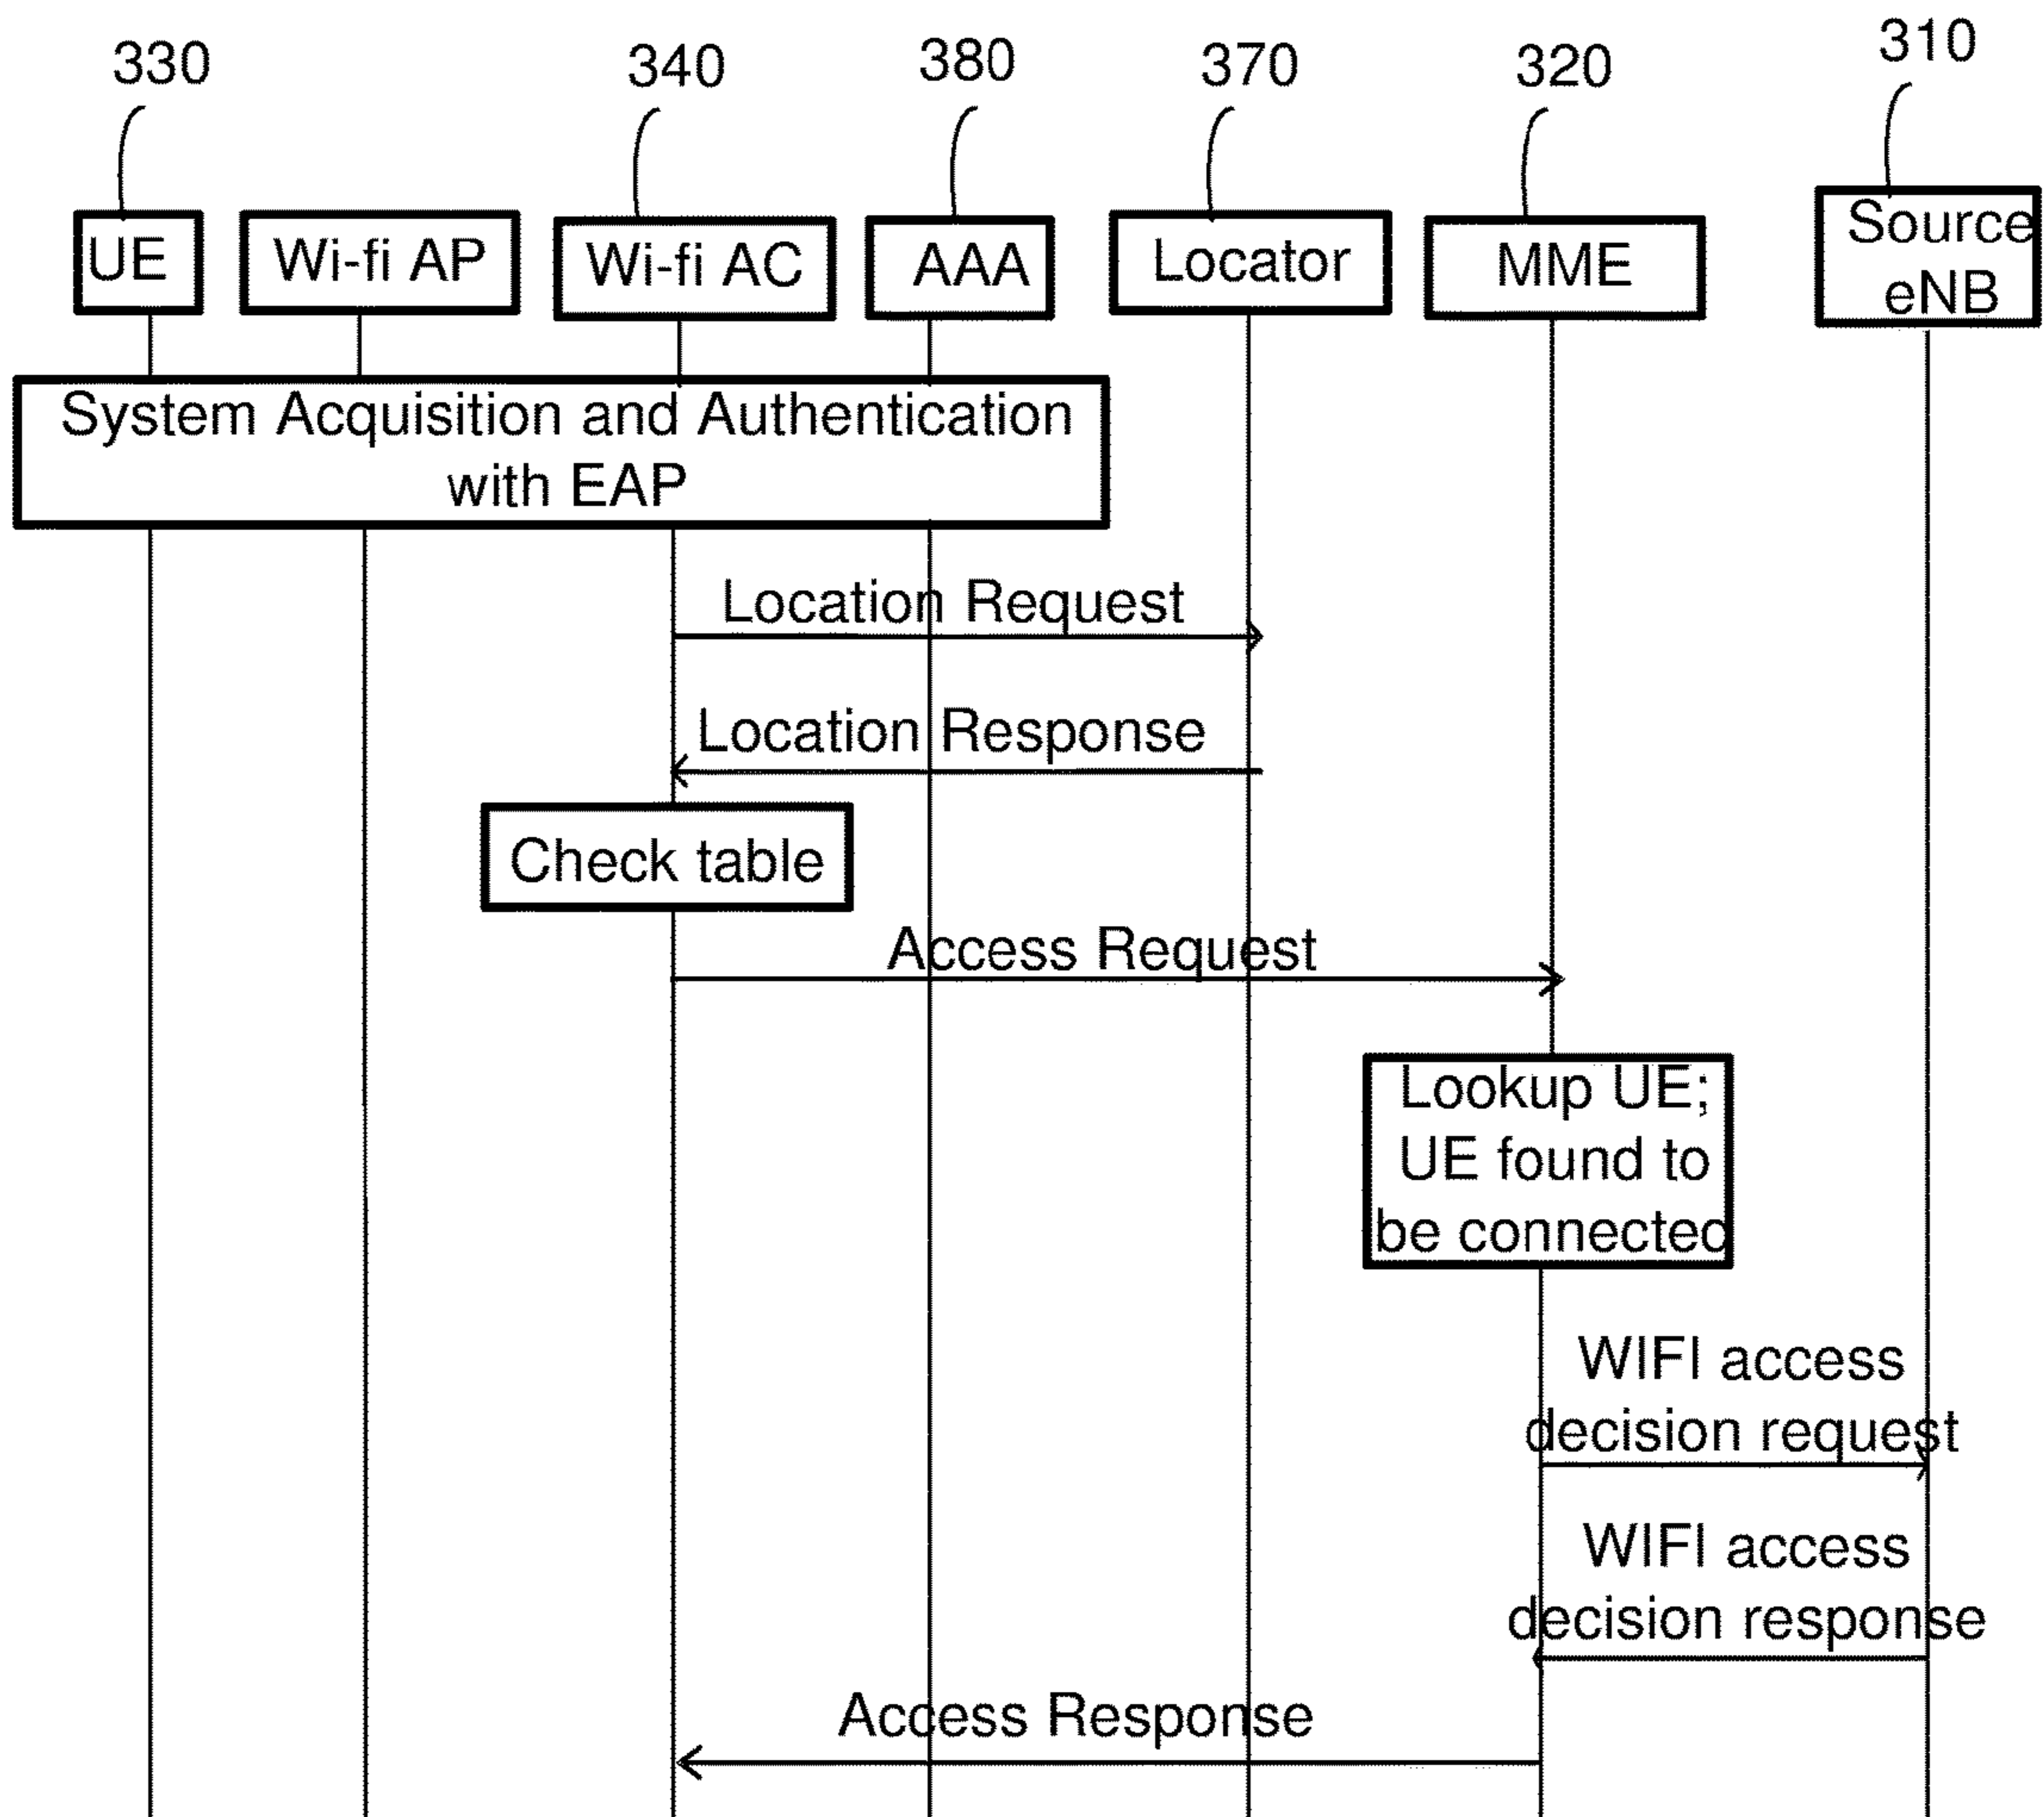 330
340
380
370
320
310
UE
Wi-fi AP
Wi-fi AC
AAA
Locator
MME
Source
eNB
System Acquisition and Authentication
with EAP
Location Request
Location Response
Check table
Access Request
Lookup UE;
UE found to
be connected
WIFI access
decision request
WIFI access
decision response
Access Response